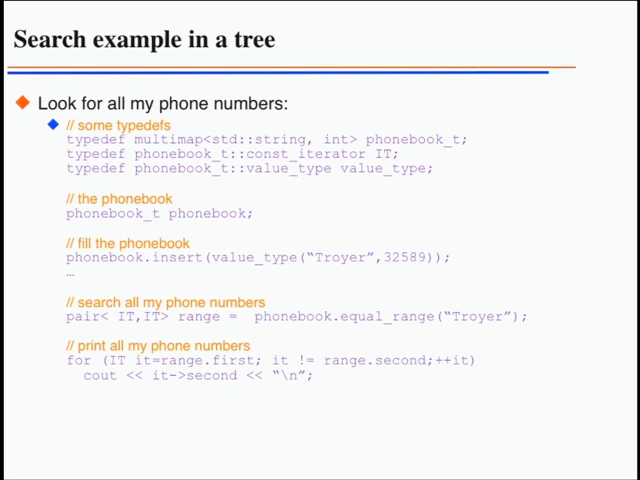 Search example in a tree
Look for all my phone numbers:
// some typedefs
typedef multimap<std::string, int> phonebook_t;
typedef phonebook_t::const_iterator IT;
typedef phonebook_t::value_type value_type;
// the phonebook
phonebook_t phonebook;
// fill the phonebook
phonebook.insert(value_type(“Troyer”,32589));
…
// search all my phone numbers
pair< IT,IT> range =  phonebook.equal_range(“Troyer”);
// print all my phone numbers
for (IT it=range.first; it != range.second;++it)
cout << it->second << “\n”;